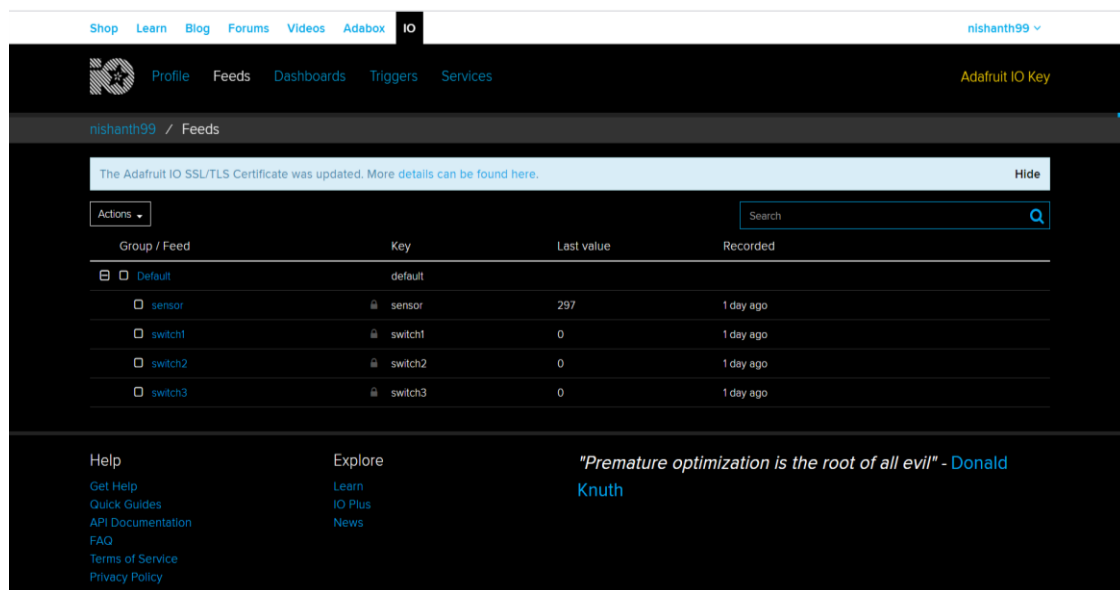 Shop Learn Blog Forums Videos Adabox IO nishanth99
io Profile Feeds Dashboards Triggers Services Adafruit IO Key
nishanth99 / Feeds
The Adafruit IO SSL/TLS Certificate was updated. More details can be found here. Hide
Actions Search
Group / Feed Key Last value Recorded
Default default
sensor sensor 297 1 day ago
switch1 switch1 0 1 day ago
switch2 switch2 0 1 day ago
switch3 switch3 0 1 day ago
Help Explore "Premature optimization is the root of all evil" - Donald
Get Help Learn Knuth
Quick Guides IO Plus
API Documentation News
FAQ
Terms of Service
Privacy Policy